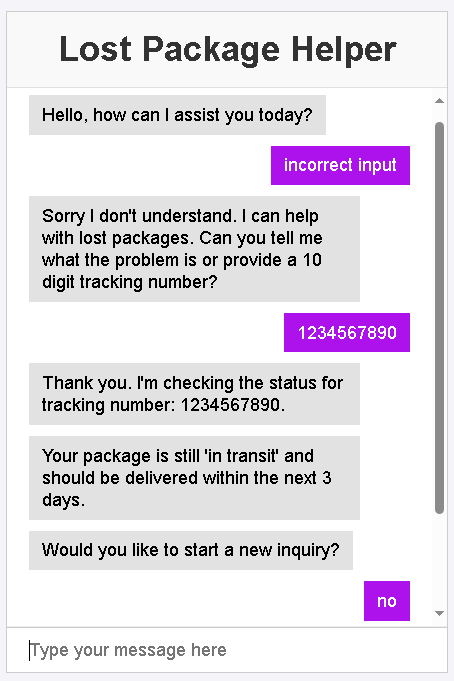 Lost Package Helper
Hello, how can I assist you today?
incorrect input
Sorry I don't understand. I can help
with lost packages. Can you tell me
what the problem is or provide a 10
digit tracking number?
1234567890
Thank you. I'm checking the status for
tracking number: 1234567890.
Your package is still 'in transit' and
should be delivered within the next 3
days.
Would you like to start a new inquiry?
no
Type your message here